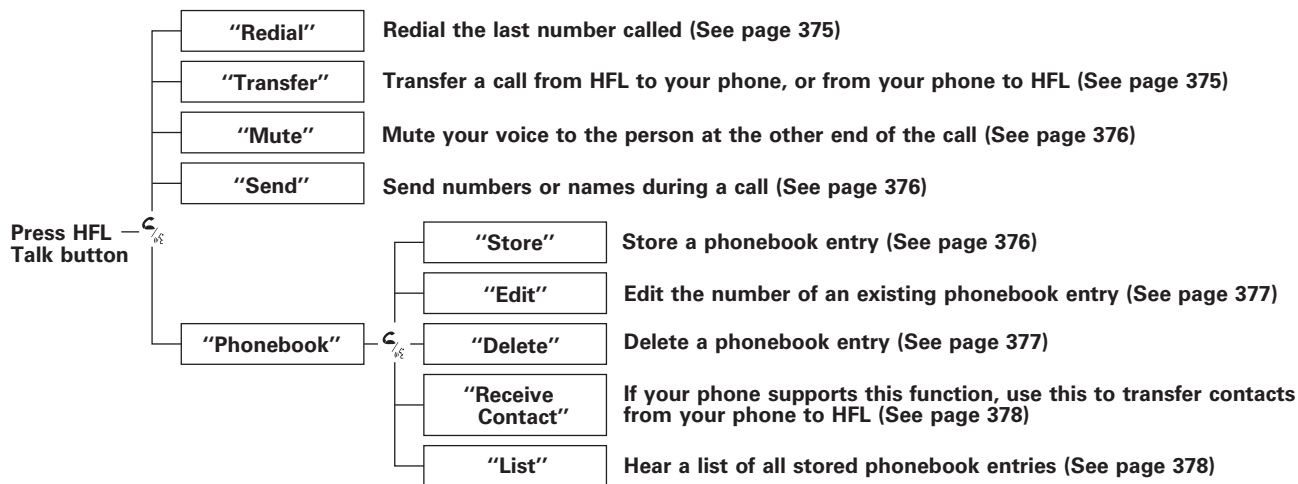 "Redial" Redial the last number called (See page 375)
"Transfer" Transfer a call from HFL to your phone, or from your phone to HFL (See page 375)
"Mute" Mute your voice to the person at the other end of the call (See page 376)
"Send" Send numbers or names during a call (See page 376)
Press HFL
Talk button
"Phonebook"
"Store" Store a phonebook entry (See page 376)
"Edit" Edit the number of an existing phonebook entry (See page 377)
"Delete" Delete a phonebook entry (See page 377)
"Receive
Contact"
If your phone supports this function, use this to transfer contacts
from your phone to HFL (See page 378)
"List" Hear a list of all stored phonebook entries (See page 378)